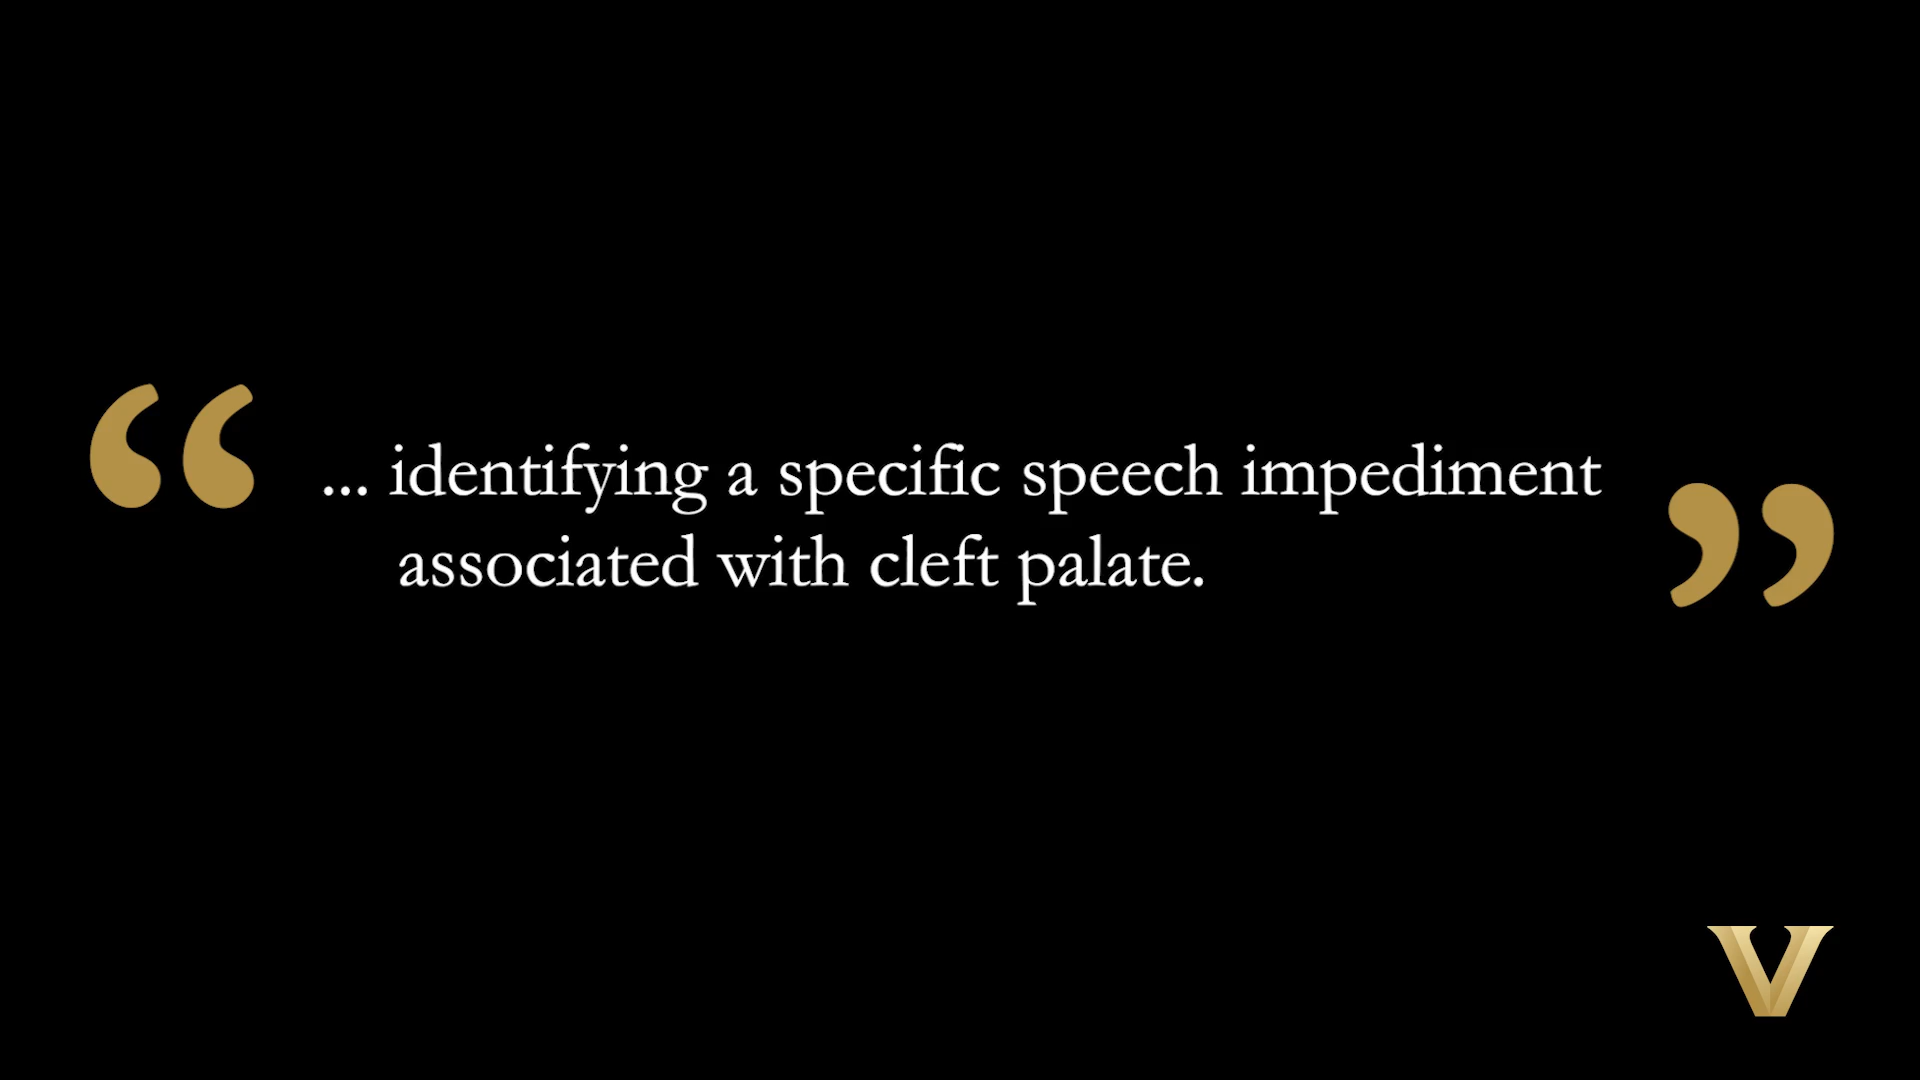 “ ... identifying a specific speech impediment
associated with cleft palate. ”
V